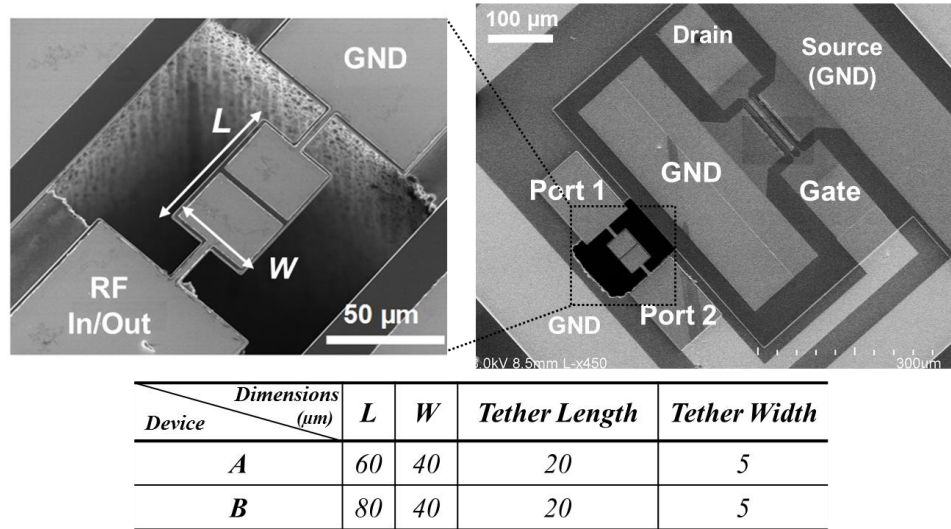 GND
L
W
RF
In/Out
50 µm
100 µm
Drain
Source
(GND)
GND
Gate
Port 1
Port 2
GND
.0kV 8.5mm L-x450
300µm
Dimensions
(µm)
Device
L W Tether Length Tether Width
A 60 40 20 5
B 80 40 20 5